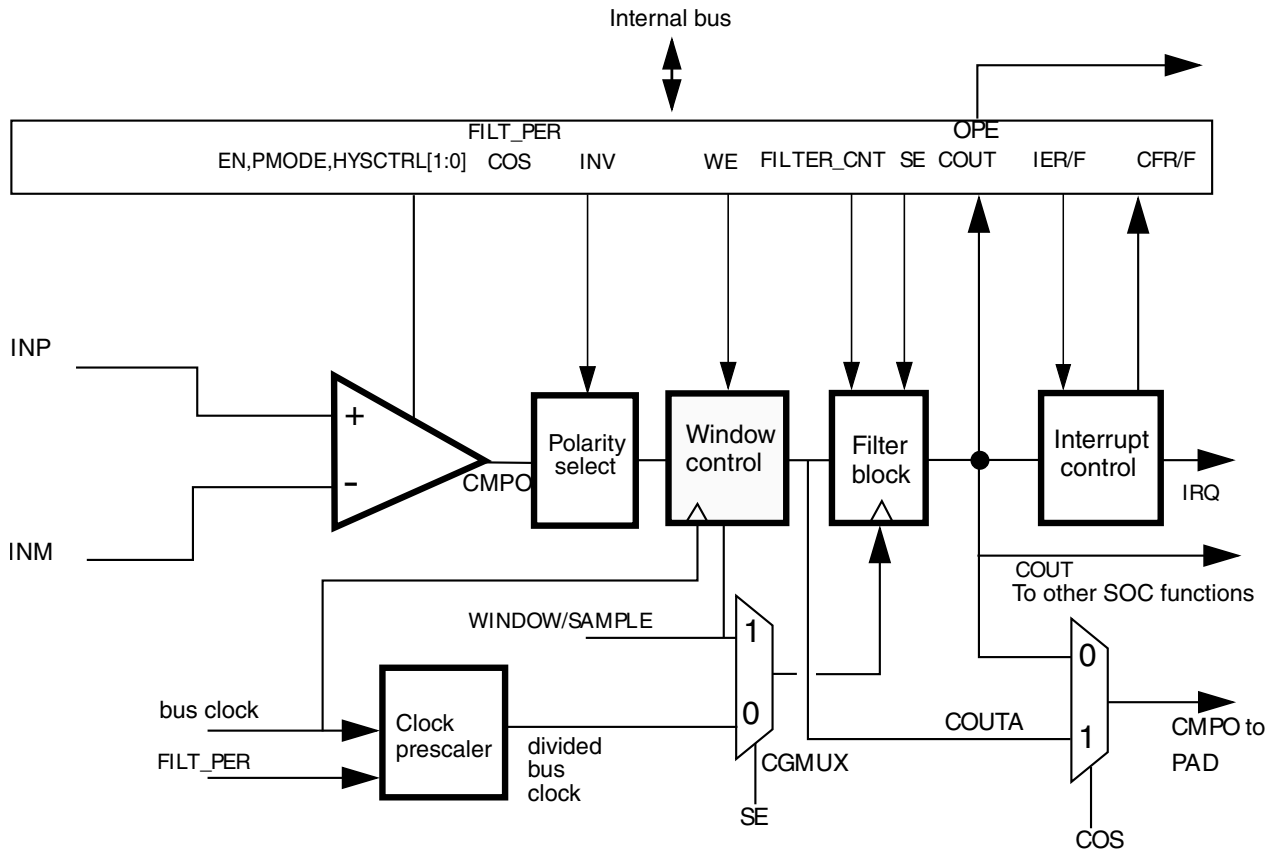 Internal bus
FILT_PER
OPE
EN,PMODE,HYSCTRL[1:0]
COS
INV
WE
FILTER_CNT
SE
COUT
IER/F
CFR/F
INP
INM
+
-
CMPO
Polarity
select
Window
control
Filter
block
Interrupt
control
IRQ
COUT
To other SOC functions
WINDOW/SAMPLE
1
0
0
1
bus clock
FILT_PER
Clock
prescaler
divided
bus
clock
CGMUX
SE
COUTA
CMPO to
PAD
COS